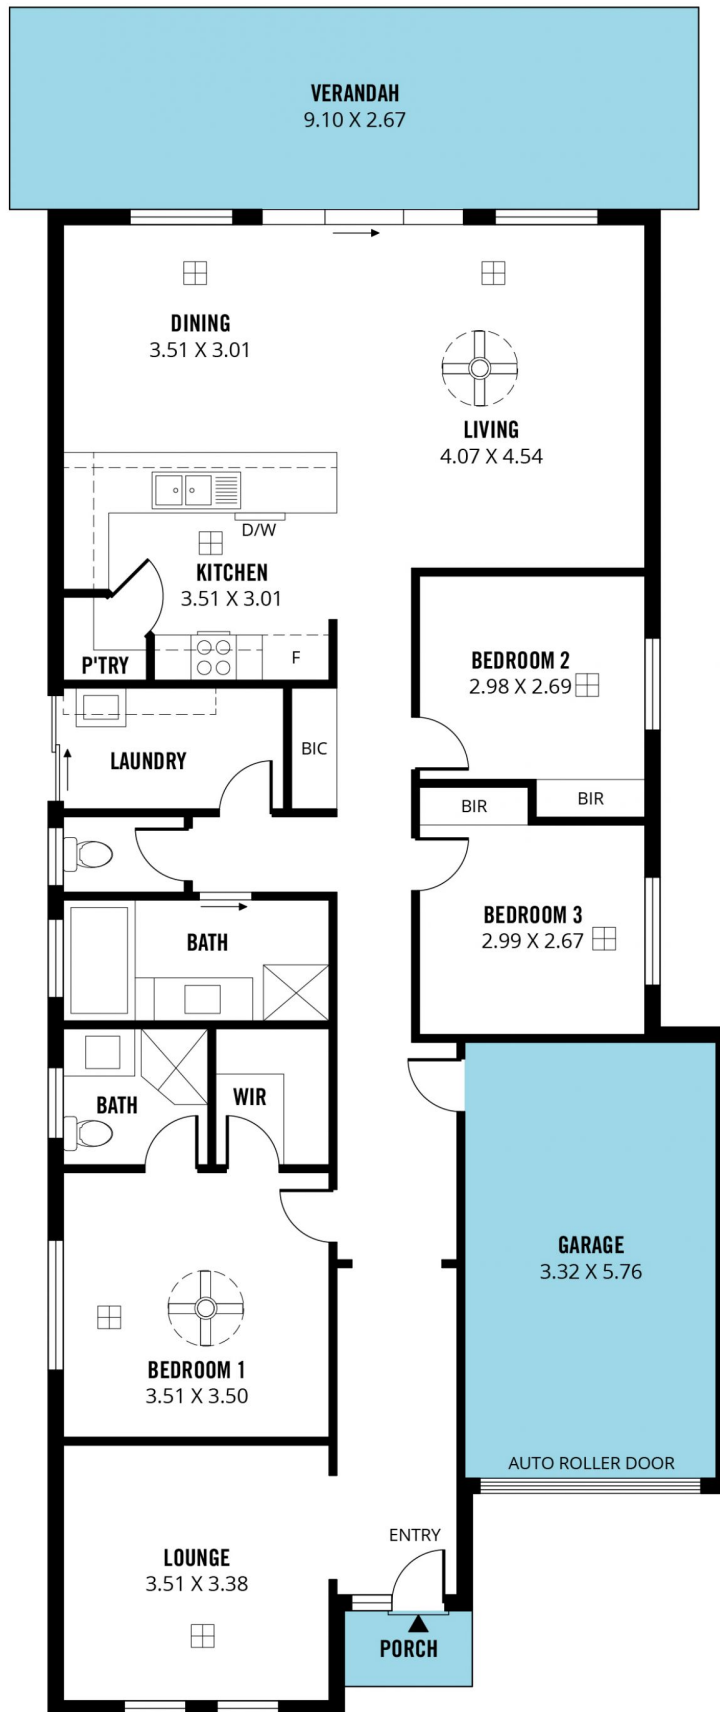 VERANDAH
9.10 X 2.67
DINING
3.51 X 3.01
LIVING
4.07 X 4.54
D/W
KITCHEN
3.51 X 3.01
P'TRY
F
BEDROOM 2
2.98 X 2.69
LAUNDRY
BIC
BIR
BIR
BATH
BEDROOM 3
2.99 X 2.67
BATH
WIR
GARAGE
3.32 X 5.76
BEDROOM 1
3.51 X 3.50
AUTO ROLLER DOOR
ENTRY
LOUNGE
3.51 X 3.38
PORCH